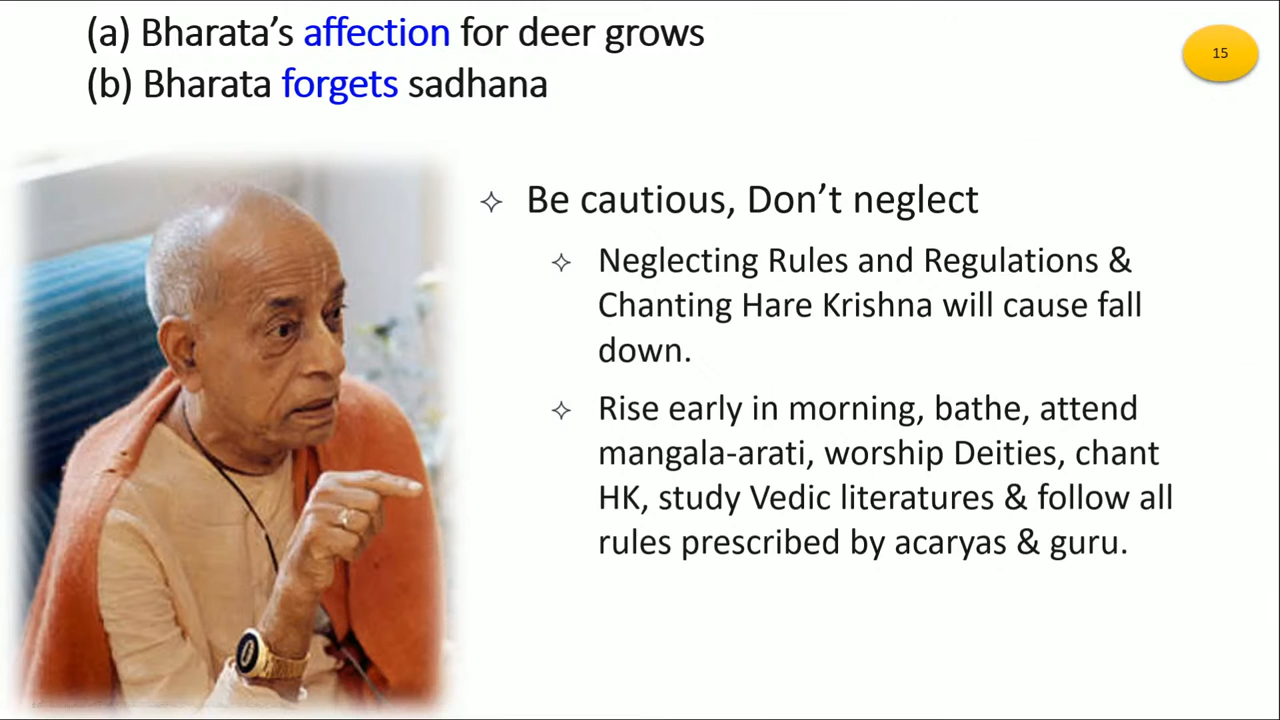 (a) Bharata’s affection for deer grows
(b) Bharata forgets sadhana
15
Be cautious, Don’t neglect
Neglecting Rules and Regulations &
Chanting Hare Krishna will cause fall
down.
Rise early in morning, bathe, attend
mangala-arati, worship Deities, chant
HK, study Vedic literatures & follow all
rules prescribed by acaryas & guru.